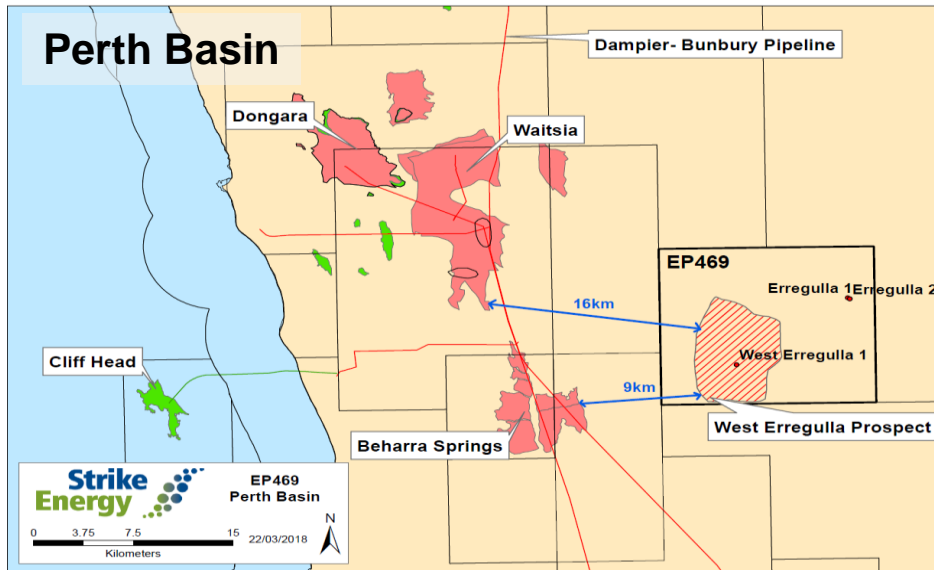 Perth Basin
Dampier- Bunbury Pipeline
Dongara
Waitsia
EP469
Erregulla 1
Erregulla 2
16km
West Erregulla 1
Cliff Head
9km
West Erregulla Prospect
Beharra Springs
Strike
Energy
EP469
Perth Basin
N
0 3.75 7.5 15
Kilometers
22/03/2018